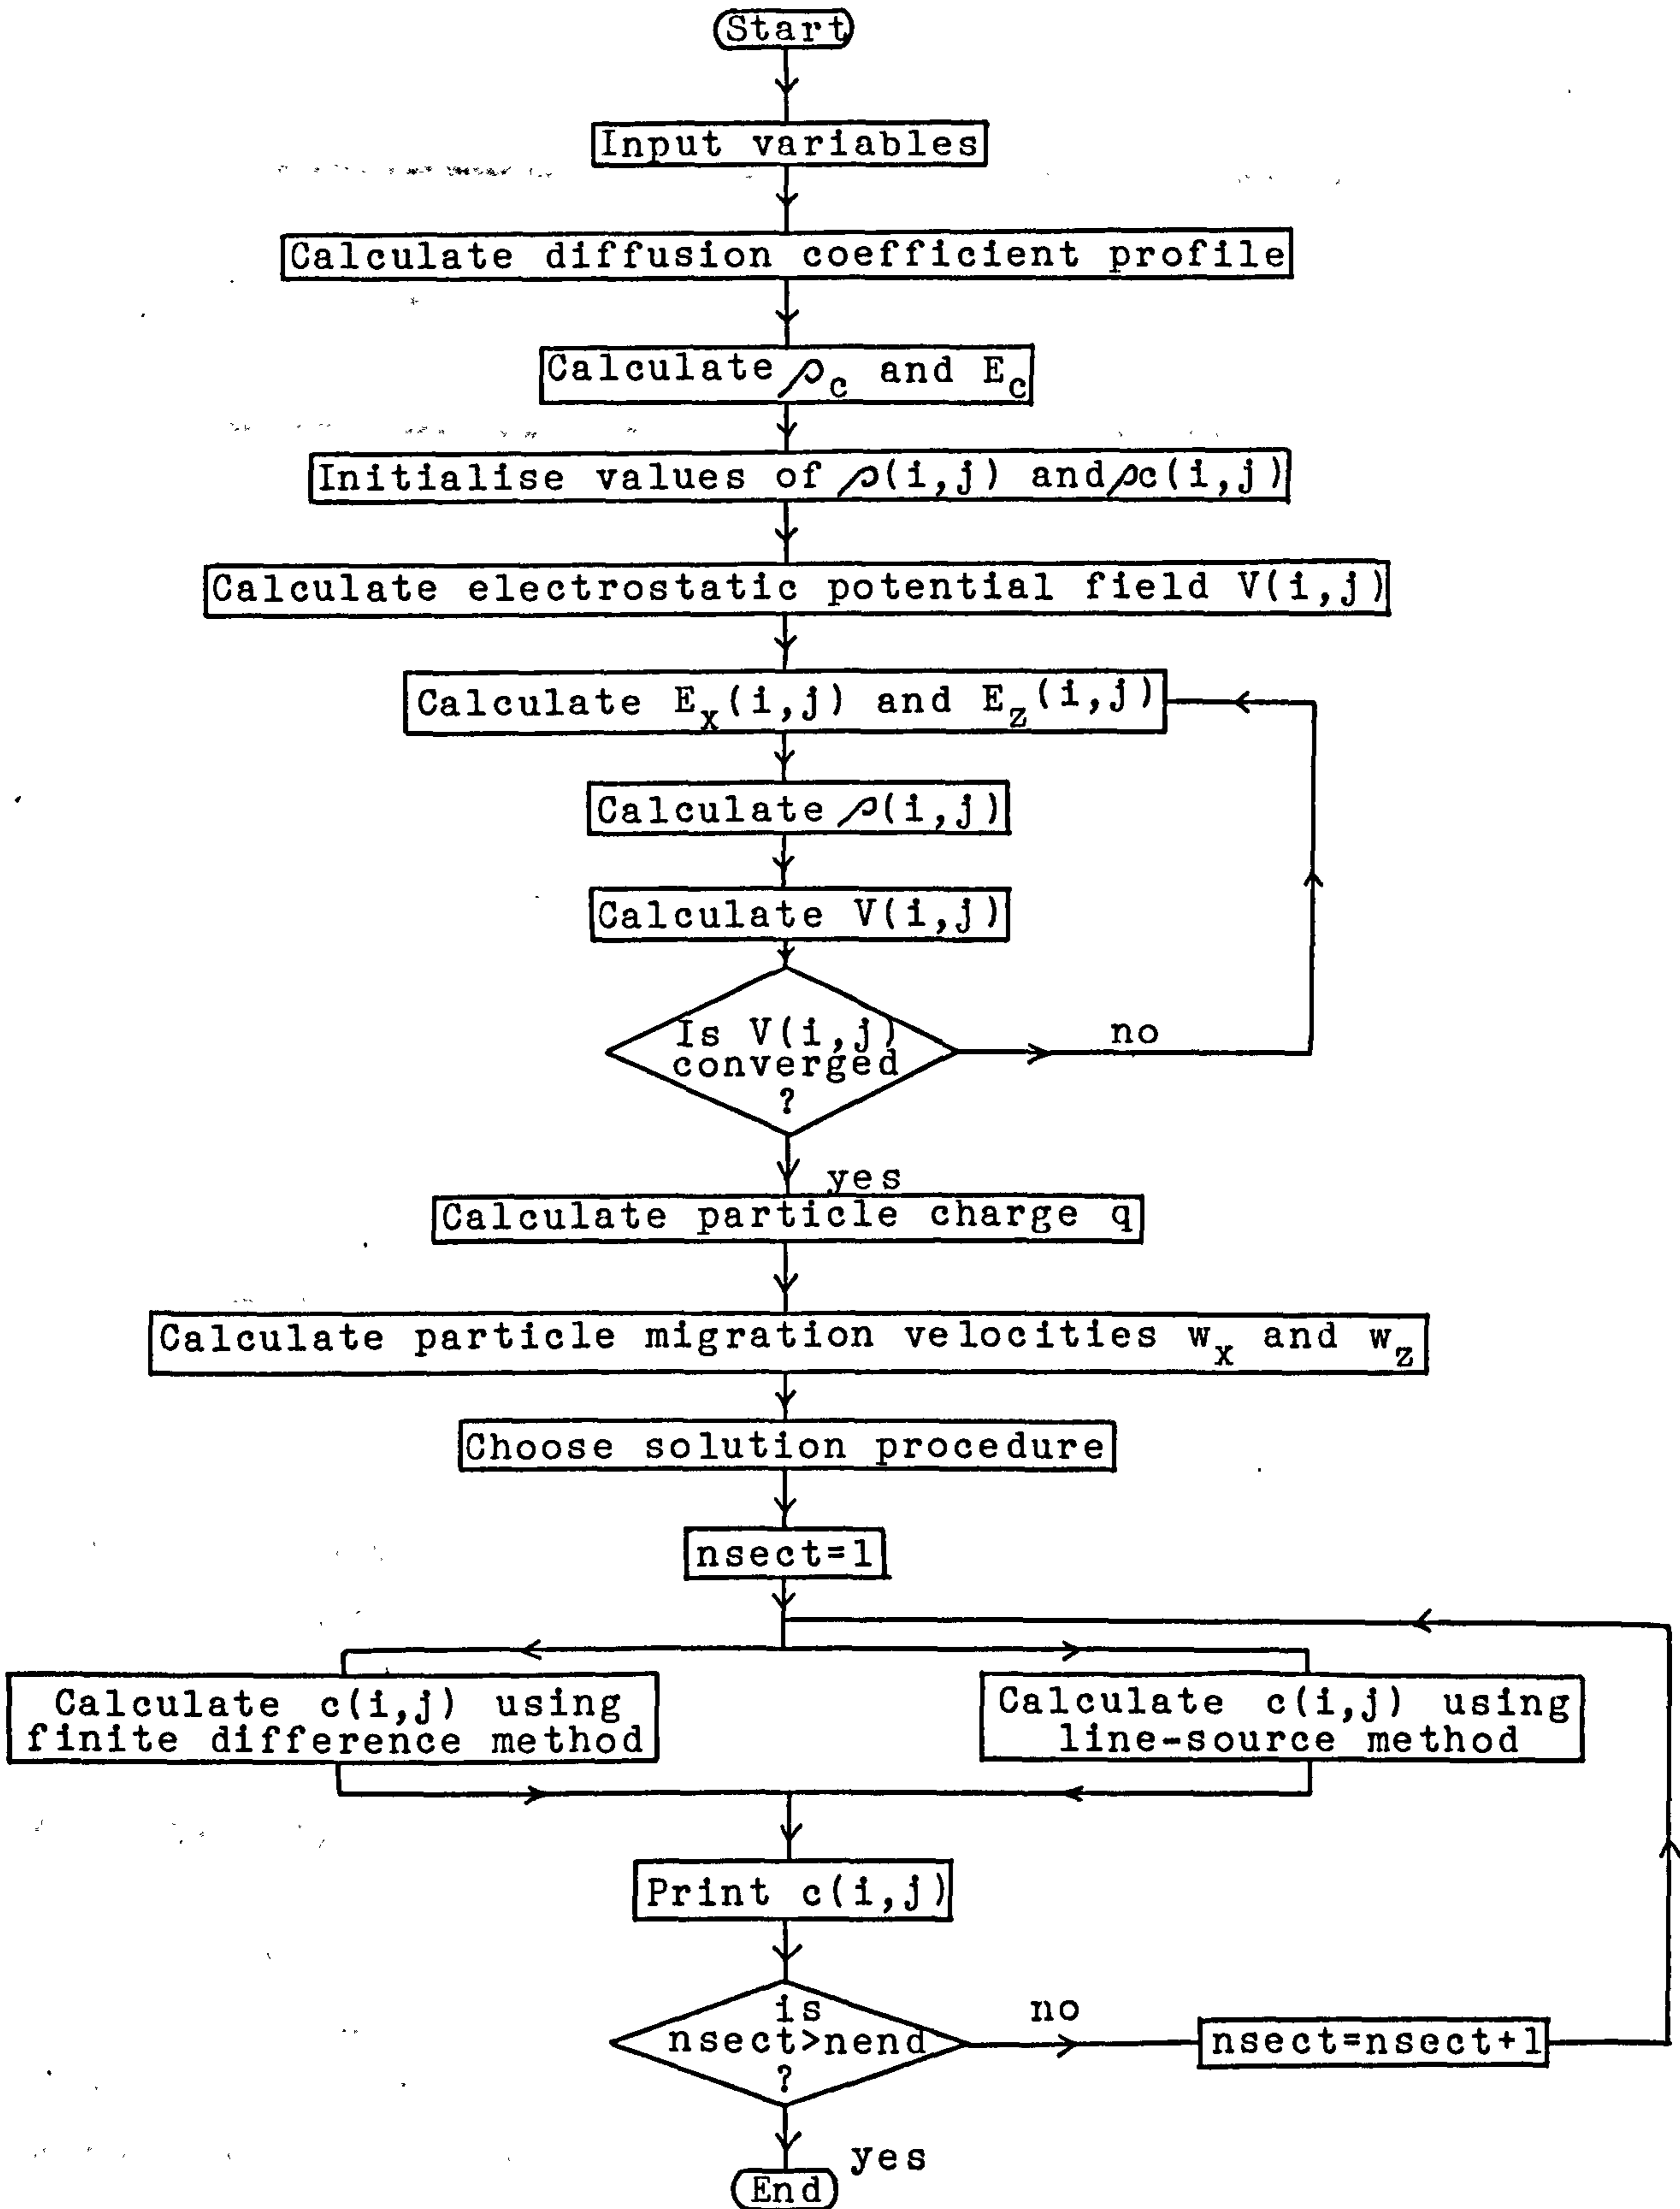 Start
Input variables
Calculate diffusion coefficient profile
Calculate ρc and Ec
Initialise values of ρ(i,j) and ρc(i,j)
Calculate electrostatic potential field V(i,j)
Calculate Ex(i,j) and Ez(i,j)
Calculate ρ(i,j)
Calculate V(i,j)
Is V(i,j)
converged
?
no
yes
Calculate particle charge q
Calculate particle migration velocities wx and wz
Choose solution procedure
nsect=1
Calculate c(i,j) using
finite difference method
Calculate c(i,j) using
line-source method
Print c(i,j)
is
nsect>nend
?
no
nsect=nsect+1
yes
End